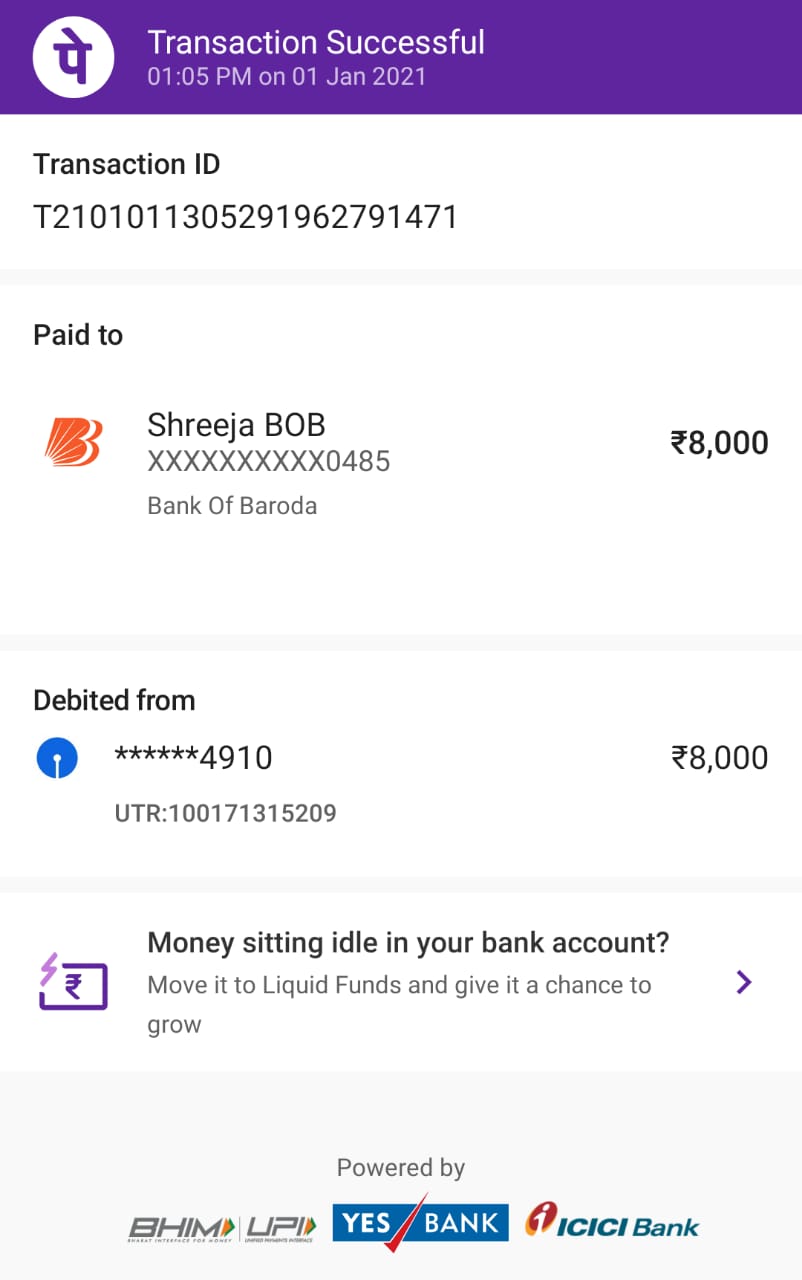 पे
Transaction Successful
01:05 PM on 01 Jan 2021
Transaction ID
T2101011305291962791471
Paid to
Shreeja BOB
₹8,000
XXXXXXXXXX0485
Bank Of Baroda
Debited from
******4910
₹8,000
UTR:100171315209
Money sitting idle in your bank account?
₹
Move it to Liquid Funds and give it a chance to
grow
Powered by
BHIM UPI YES BANK ICICI Bank
BHARAT INTERFACE FOR MONEY UNIFIED PAYMENTS INTERFACE